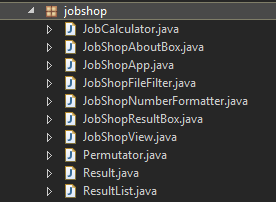 jobshop
JobCalculator.java
JobShopAboutBox.java
JobShopApp.java
JobShopFileFilter.java
JobShopNumberFormatter.java
JobShopResultBox.java
JobShopView.java
Permutator.java
Result.java
ResultList.java